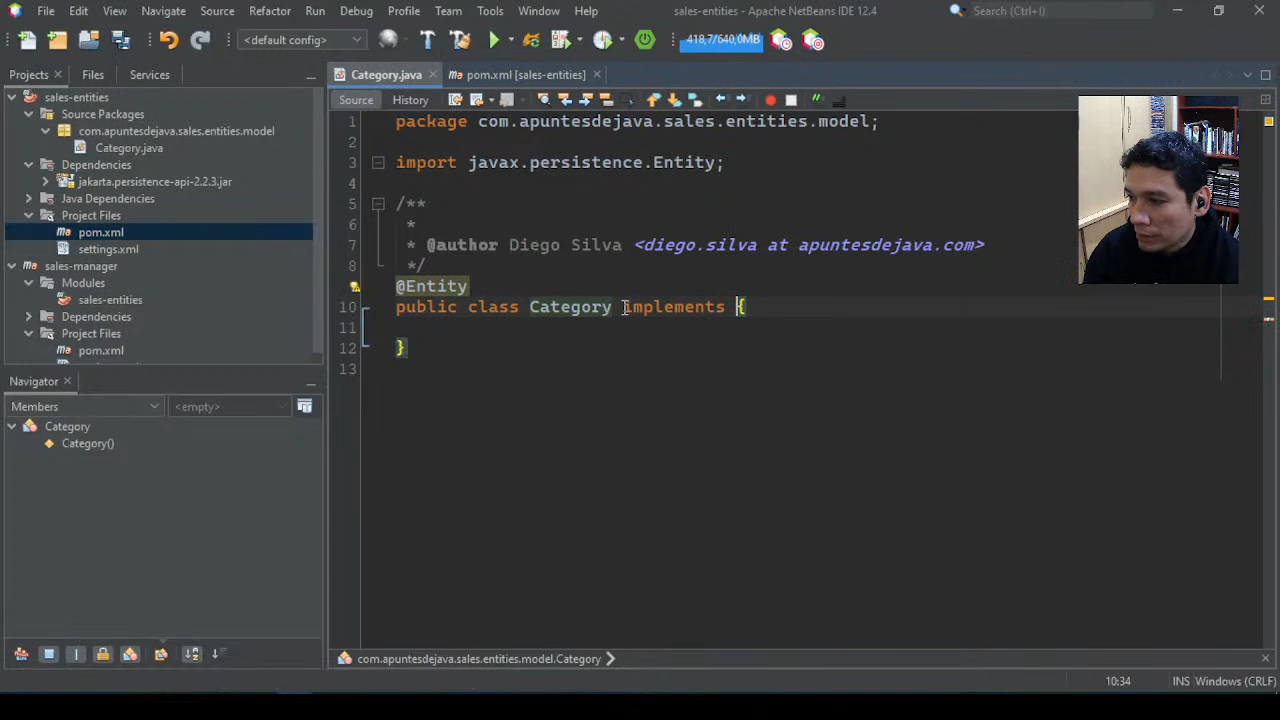 File Edit View Navigate Source Refactor Run Debug Profile Team Tools Window Help sales-entities - Apache NetBeans IDE 12.4 Search (Ctrl+I)
<default config> 418,7/640,0MB
Projects Files Services Category.java pom.xml [sales-entities]
Source History
sales-entities
Source Packages
com.apuntesdejava.sales.entities.model
Category.java
Dependencies
jakarta.persistence-api-2.2.3.jar
Java Dependencies
Project Files
pom.xml
settings.xml
sales-manager
Modules
sales-entities
Dependencies
Project Files
pom.xml
Navigator
Members <empty>
Category
Category()
1 package com.apuntesdejava.sales.entities.model;
2
3 import javax.persistence.Entity;
4
5 /**
6 *
7 * @author Diego Silva <diego.silva at apuntesdejava.com>
8 */
@Entity
10 public class Category implements {
11
12 }
13
com.apuntesdejava.sales.entities.model.Category
10:34 INS Windows (CRLF)